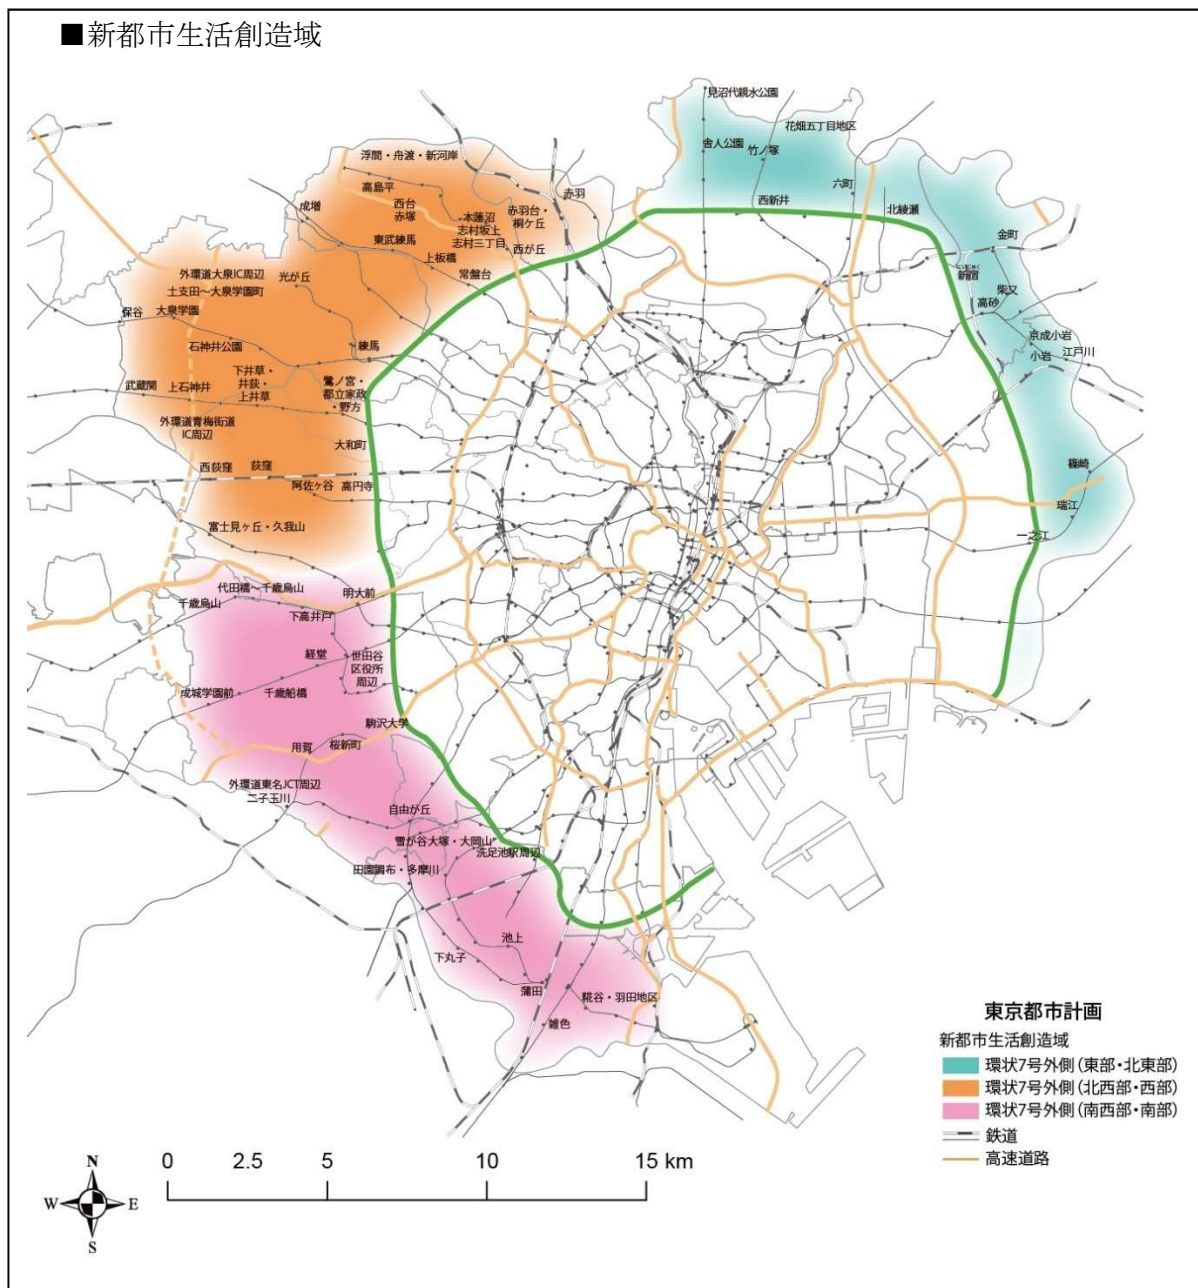 ■新都市生活創造域
見沼代親水公園
花畑五丁目地区
舎人公園
竹ノ塚
六町
西新井
北綾瀬
金町
にいじゅく
新宿
柴又
高砂
京成小岩
小岩
江戸川
篠崎
瑞江
一之江
浮間・舟渡・新河岸
高島平
赤羽
成増
西台
赤塚
本蓮沼
志村坂上
志村三丁目
赤羽台・
桐ケ丘
東武練馬
西が丘
上板橋
常盤台
外環道大泉IC周辺
光が丘
土支田～大泉学園町
保谷
大泉学園
石神井公園
練馬
下井草・
井荻・
上井草
鷺ノ宮・
都立家政
・野方
武蔵関
上石神井
外環道青梅街道
IC周辺
大和町
西荻窪
荻窪
阿佐ヶ谷
高円寺
富士見ヶ丘・久我山
代田橋～千歳烏山
明大前
千歳烏山
下高井戸
経堂
世田谷
区役所
周辺
成城学園前
千歳船橋
駒沢大学
用賀
桜新町
外環道東名JCT周辺
二子玉川
自由が丘
雪が谷大塚・大岡山
洗足池駅周辺
田園調布・多摩川
池上
下丸子
蒲田
糀谷・羽田地区
雑色
東京都市計画
新都市生活創造域
環状7号外側（東部・北東部）
環状7号外側（北西部・西部）
環状7号外側（南西部・南部）
鉄道
高速道路
0 2.5 5 10 15 km
N
W E
S